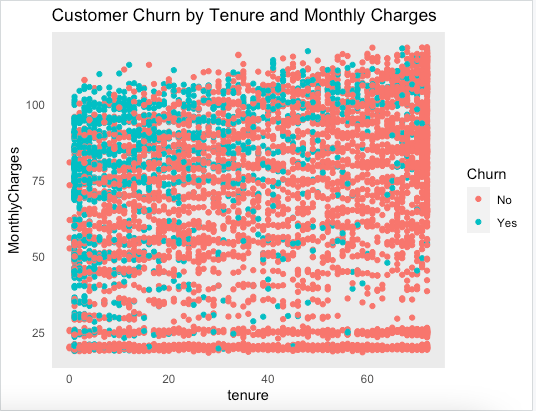 Customer Churn by Tenure and Monthly Charges
MonthlyCharges
100
75
50
25
0
20
40
60
tenure
Churn
No
Yes